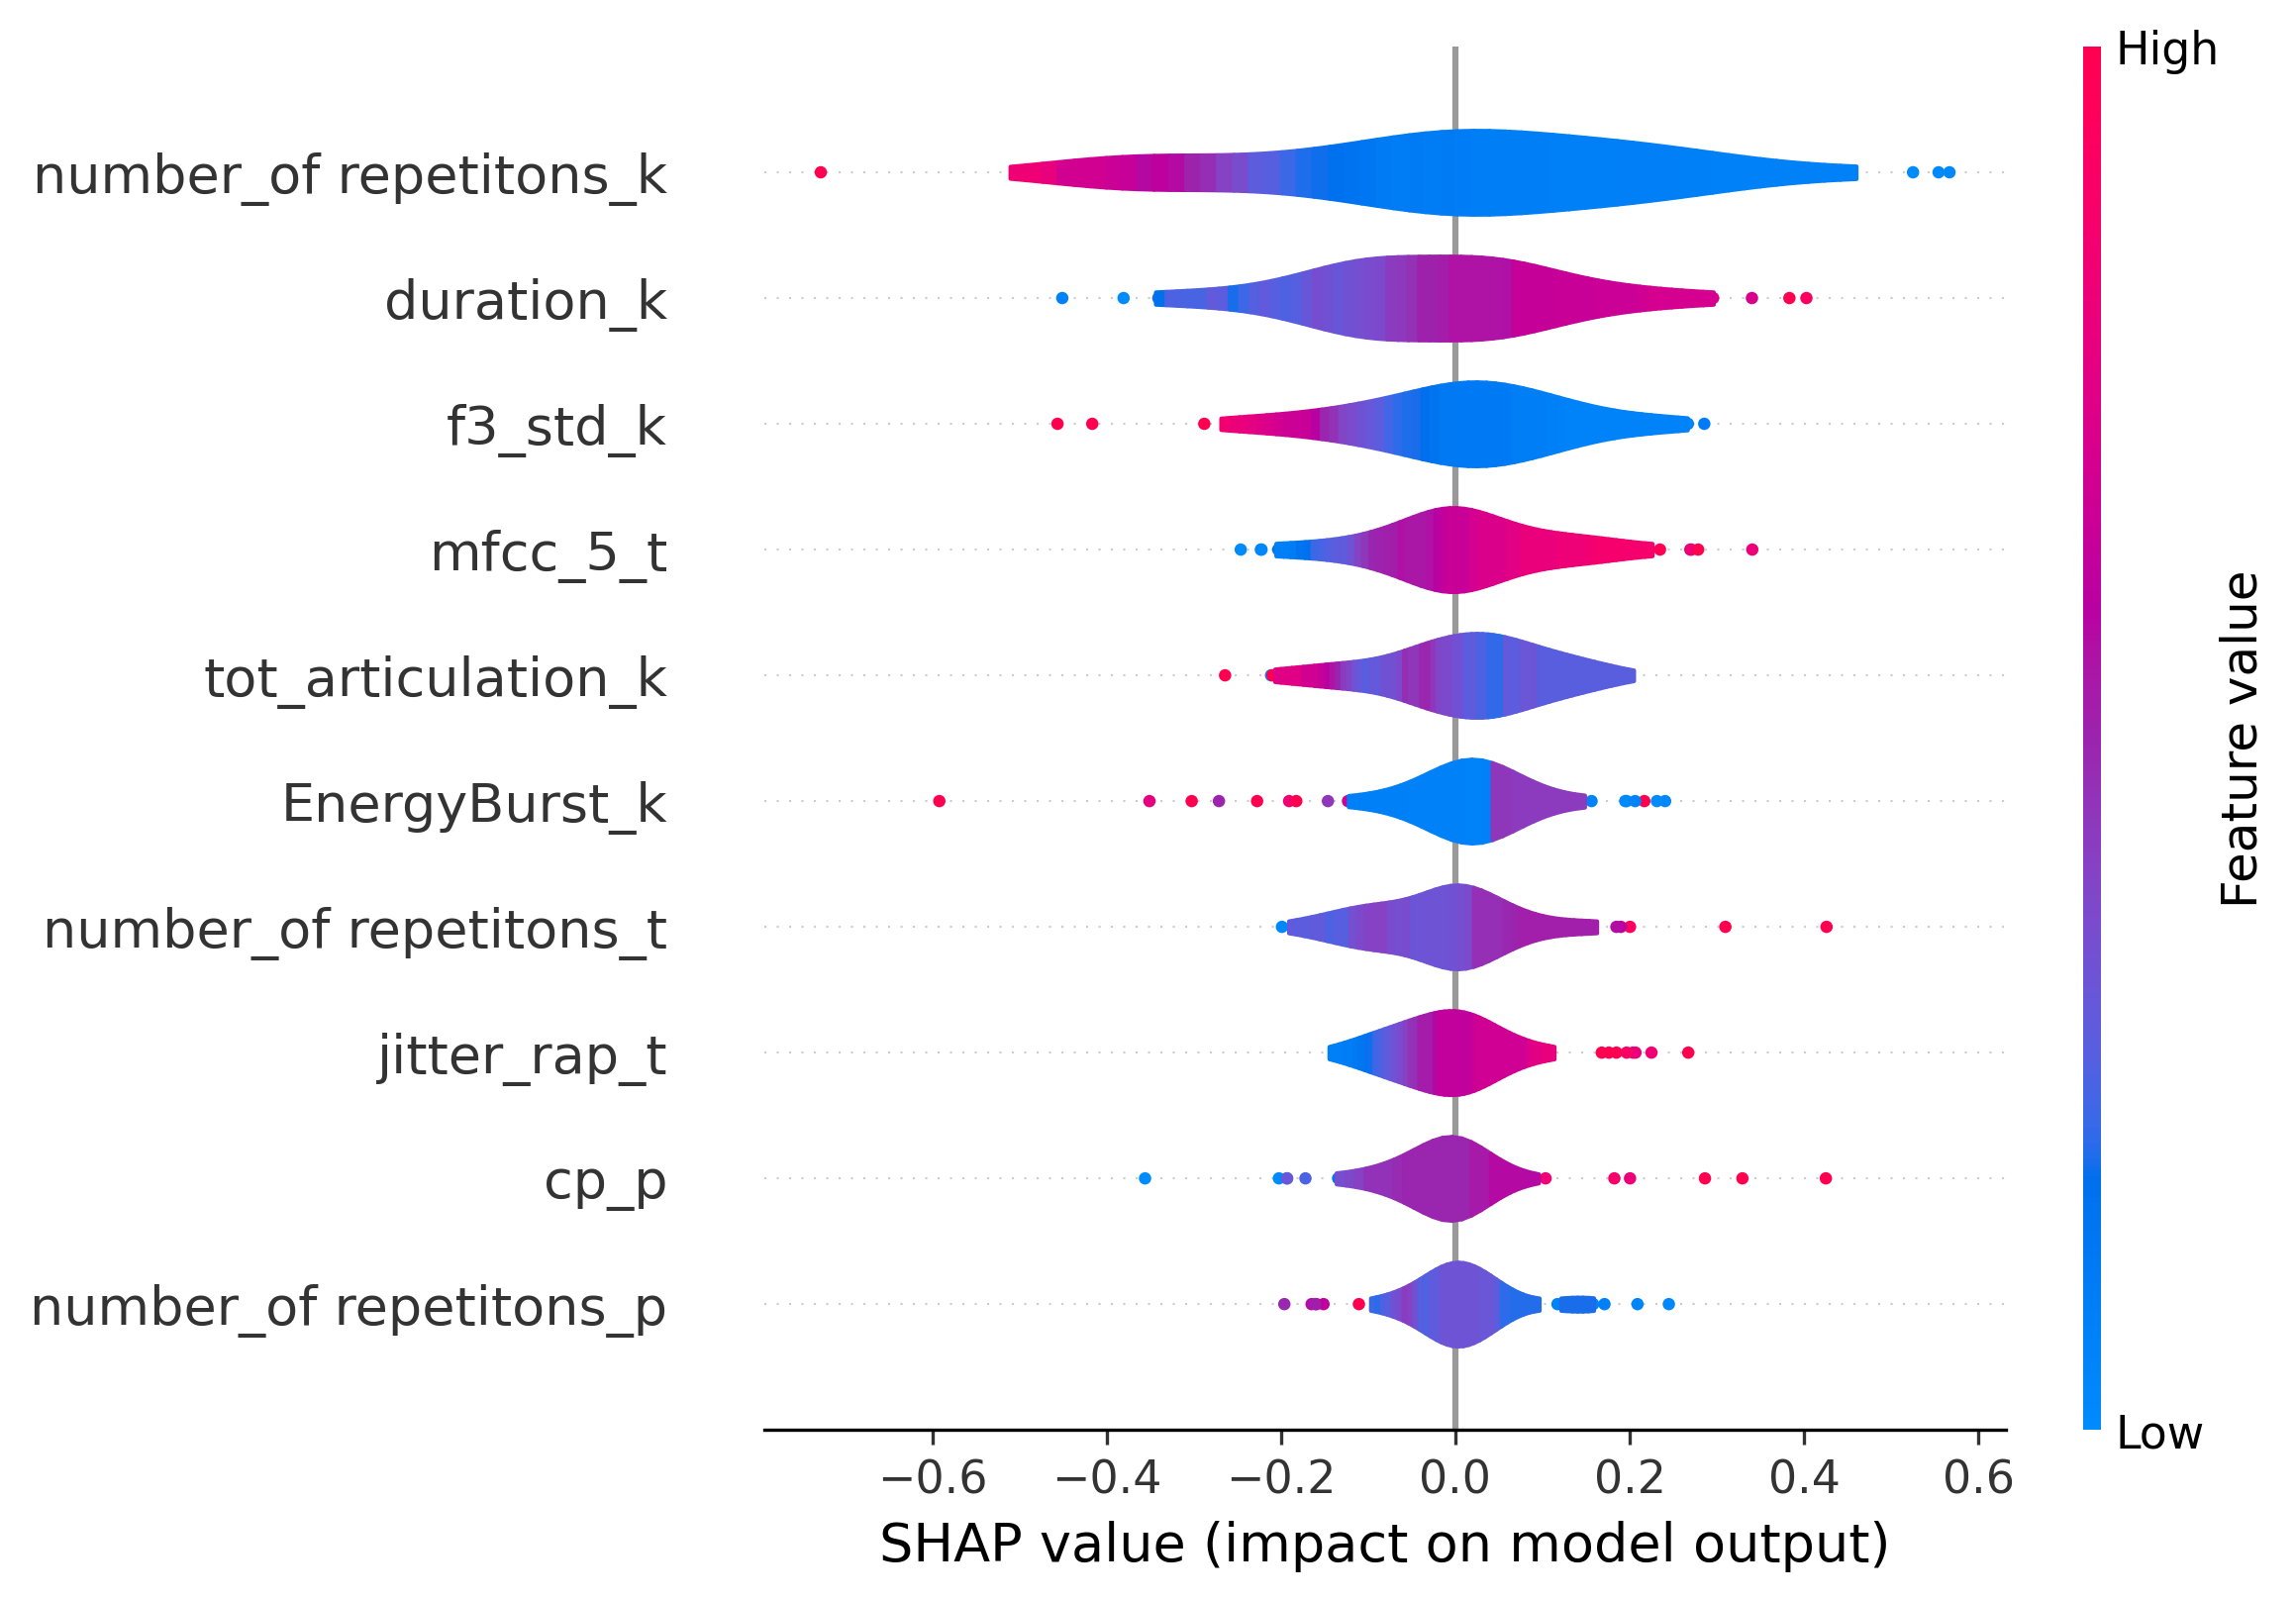 High
number_of repetitons_k
duration_k
f3_std_k
mfcc_5_t
tot_articulation_k
EnergyBurst_k
number_of repetitons_t
jitter_rap_t
cp_p
number_of repetitons_p
Feature value
Low
−0.6 −0.4 −0.2 0.0 0.2 0.4 0.6
SHAP value (impact on model output)